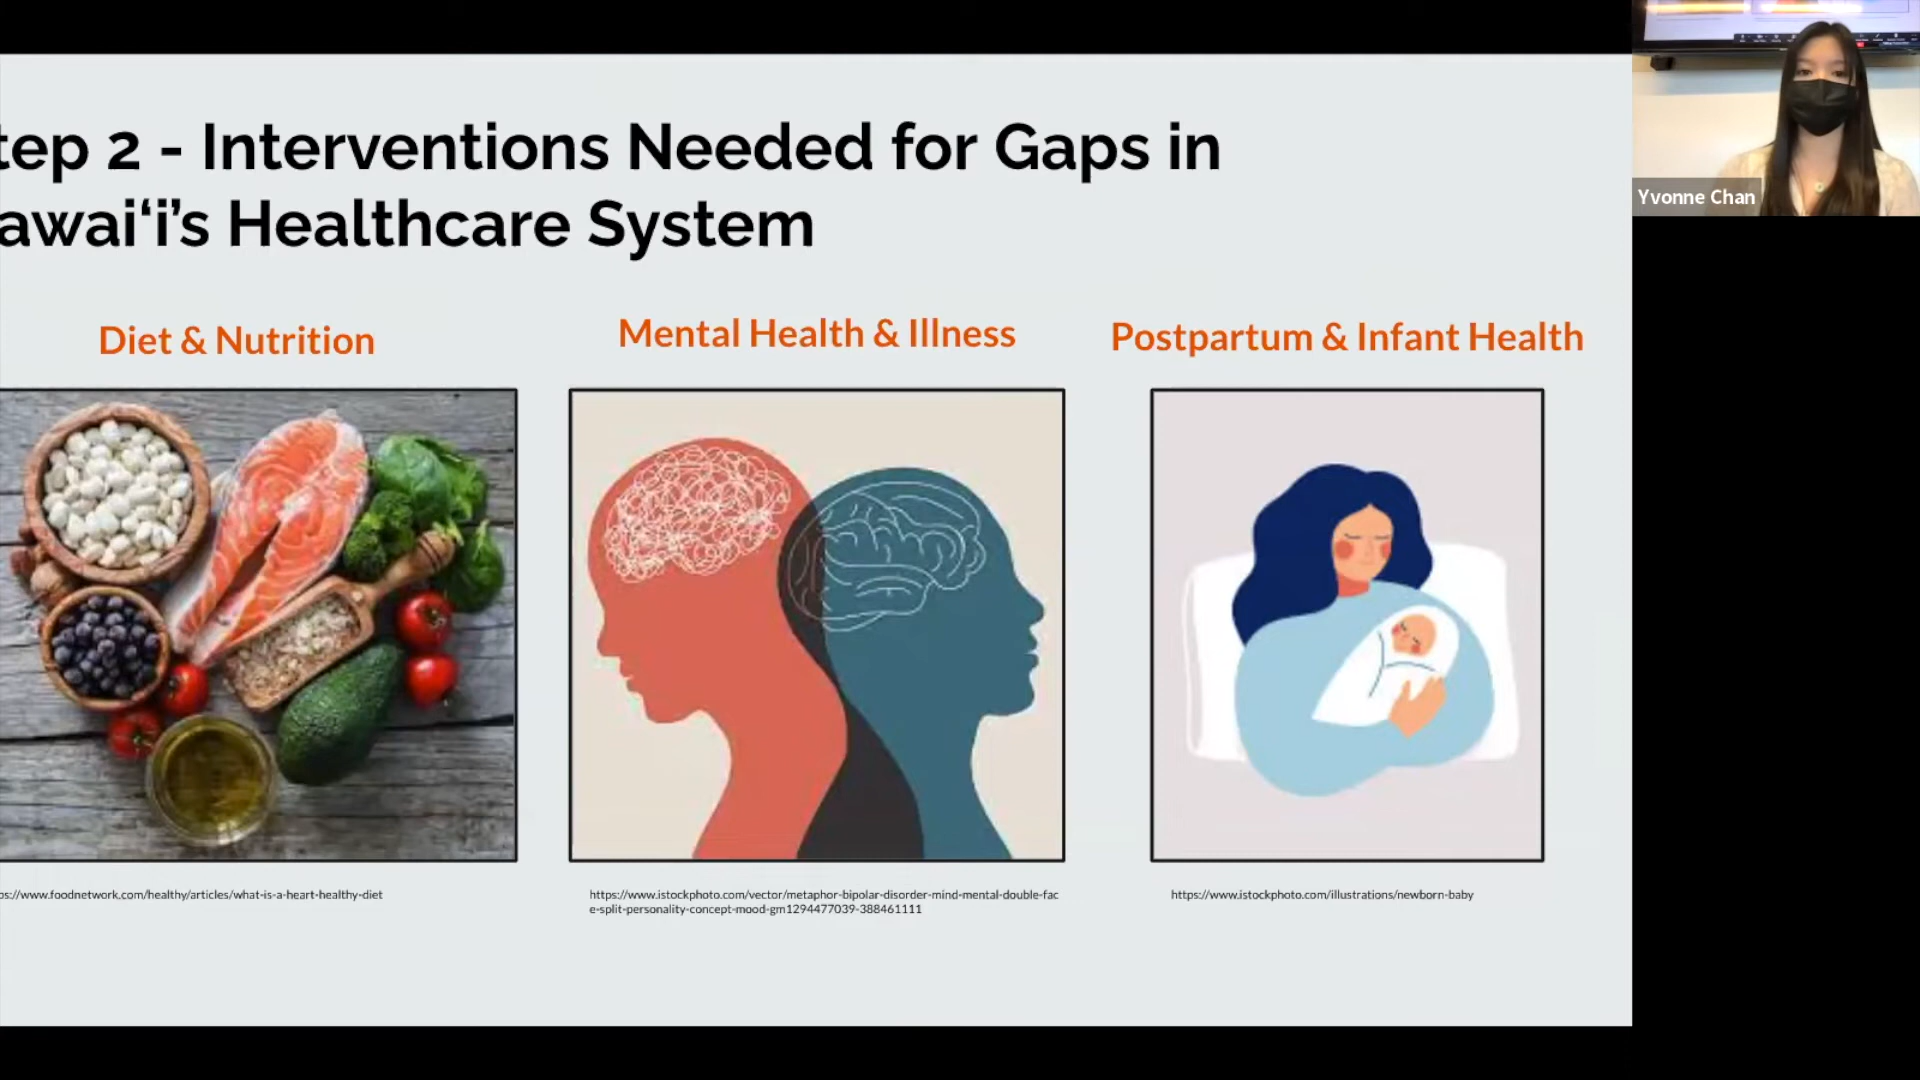 tep 2 - Interventions Needed for Gaps in
awaiʻi’s Healthcare System
Yvonne Chan
Diet & Nutrition
Mental Health & Illness
Postpartum & Infant Health
ps://www.foodnetwork.com/healthy/articles/what-is-a-heart-healthy-diet
https://www.istockphoto.com/vector/metaphor-bipolar-disorder-mind-mental-double-fac
e-split-personality-concept-mood-gm1294477039-388461111
https://www.istockphoto.com/illustrations/newborn-baby